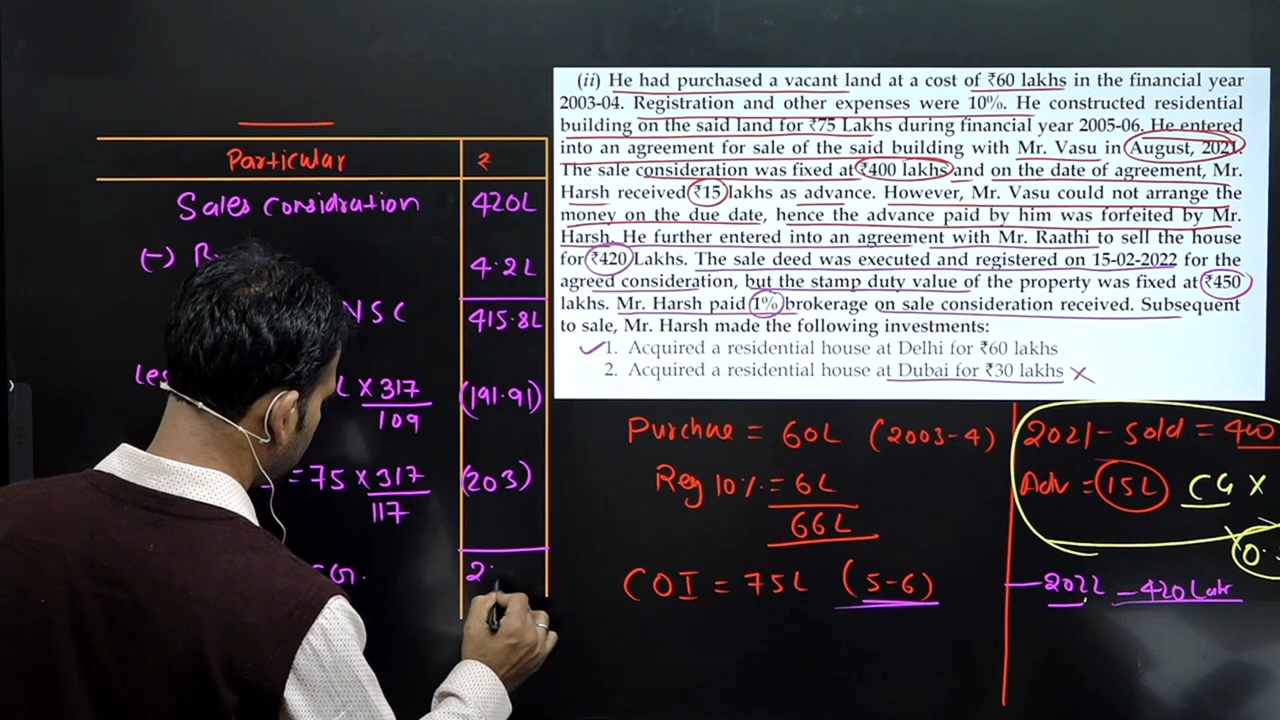 (ii) He had purchased a vacant land at a cost of ₹60 lakhs in the financial year
2003-04. Registration and other expenses were 10%. He constructed residential
building on the said land for ₹75 Lakhs during financial year 2005-06. He entered
into an agreement for sale of the said building with Mr. Vasu in August, 2021.
The sale consideration was fixed at ₹400 lakhs and on the date of agreement, Mr.
Harsh received ₹15 lakhs as advance. However, Mr. Vasu could not arrange the
money on the due date, hence the advance paid by him was forfeited by Mr.
Harsh. He further entered into an agreement with Mr. Raathi to sell the house
for ₹420 Lakhs. The sale deed was executed and registered on 15-02-2022 for the
agreed consideration, but the stamp duty value of the property was fixed at ₹450
lakhs. Mr. Harsh paid 1% brokerage on sale consideration received. Subsequent
to sale, Mr. Harsh made the following investments:
1. Acquired a residential house at Delhi for ₹60 lakhs
2. Acquired a residential house at Dubai for ₹30 lakhs
Particular ₹
Sales Considration 420L
(-) 4.2L
NSC 415.8L
Les L × 317/109 (191.91)
= 75 × 317/117 (203)
CG. 2.
Purchae = 60L (2003-4)
Reg 10% = 6L
66L
COI = 75L (5-6)
2021 - Sold = 400
Adv = 15L CG ×
2022 - 420 Lakh